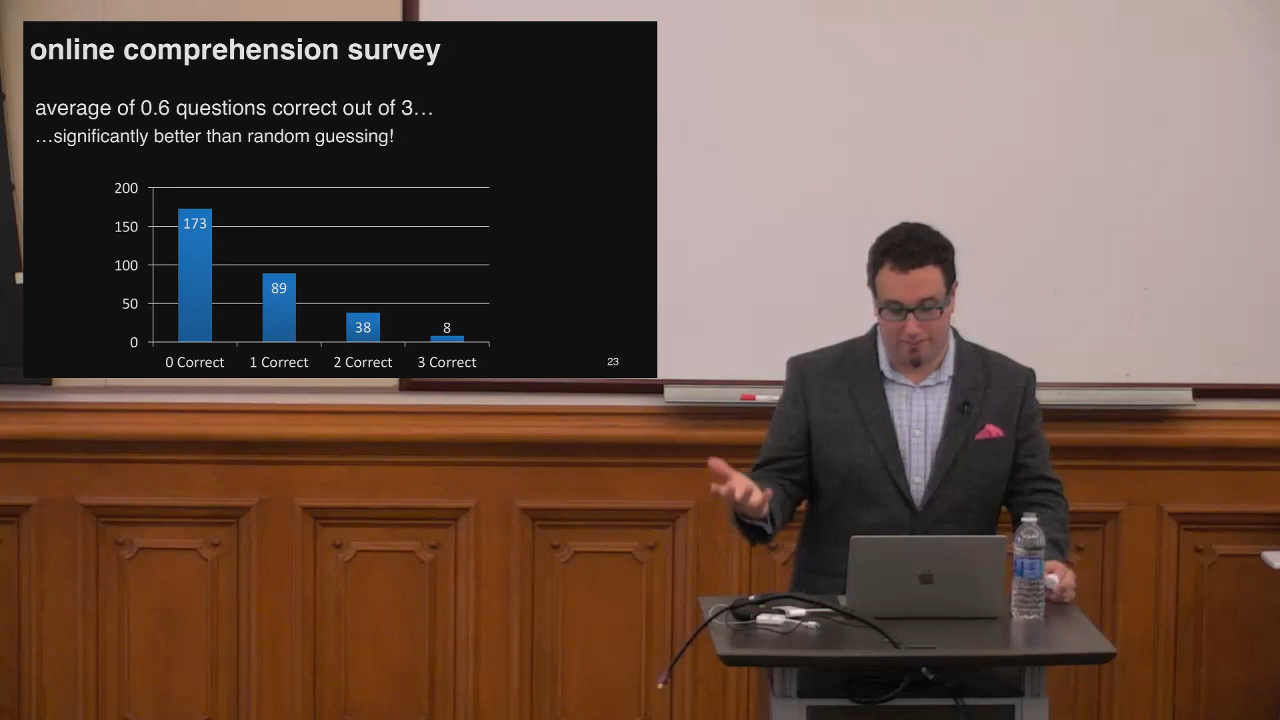 online comprehension survey
average of 0.6 questions correct out of 3…
…significantly better than random guessing!
200
150
100
50
0
173
89
38
8
0 Correct
1 Correct
2 Correct
3 Correct
23